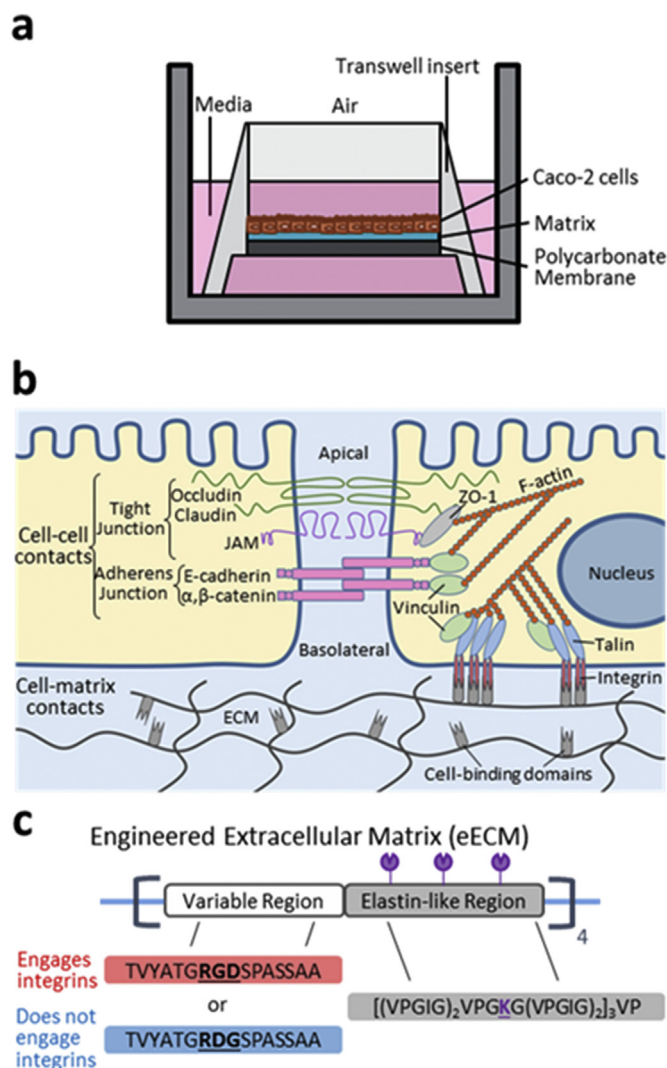 a
Transwell insert
Media
Air
Caco-2 cells
Matrix
Polycarbonate
Membrane
b
Apical
F-actin
ZO-1
Occludin
Tight
Junction
Claudin
Cell-cell
contacts
JAM
Adherens
Junction
E-cadherin
α,β-catenin
Nucleus
Vinculin
Talin
Basolateral
Integrin
Cell-matrix
contacts
ECM
Cell-binding domains
c
Engineered Extracellular Matrix (eECM)
Variable Region
Elastin-like Region
4
Engages
integrins
TVYATGRGDSPASSAA
or
[(VPGIG)₂VPGKG(VPGIG)₂]₃VP
Does not
engage
integrins
TVYATGRDGSPASSAA